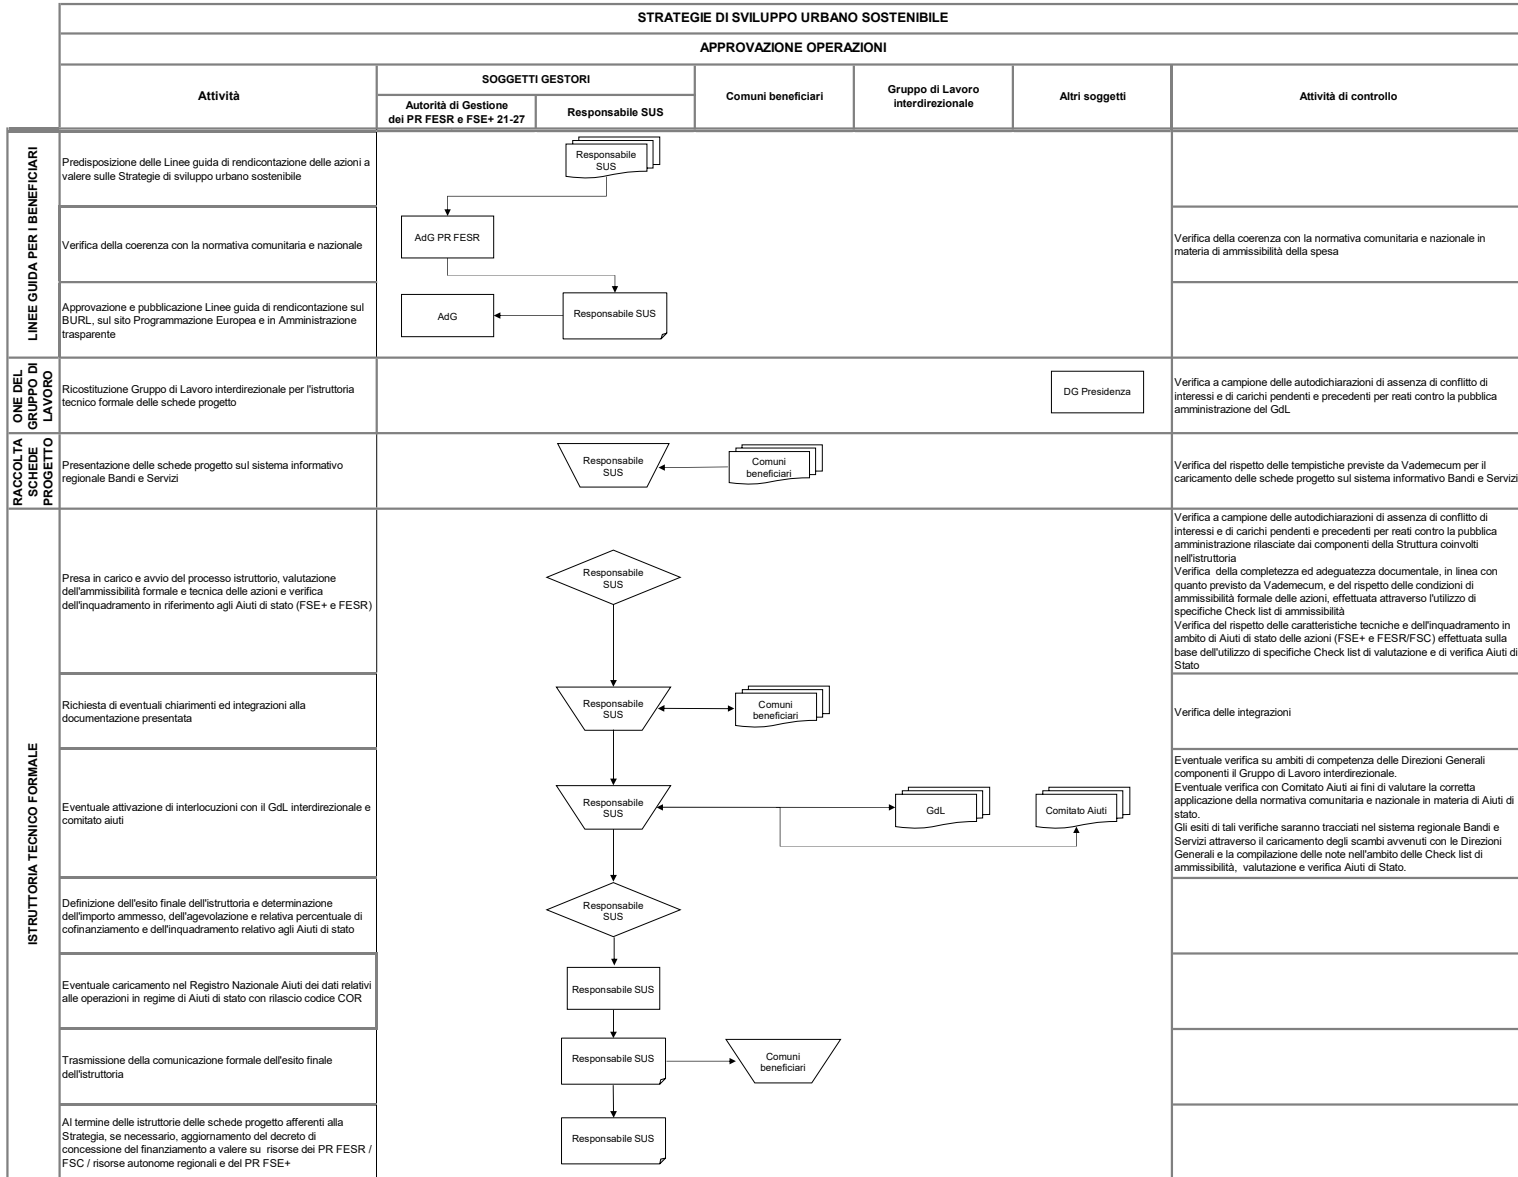 STRATEGIE DI SVILUPPO URBANO SOSTENIBILE
APPROVAZIONE OPERAZIONI
Attività
SOGGETTI GESTORI
Autorità di Gestione
dei PR FESR e FSE+ 21-27
Responsabile SUS
Comuni beneficiari
Gruppo di Lavoro
interdirezionale
Altri soggetti
Attività di controllo
LINEE GUIDA PER I BENEFICIARI
Predisposizione delle Linee guida di rendicontazione delle azioni a
valere sulle Strategie di sviluppo urbano sostenibile
Responsabile
SUS
Verifica della coerenza con la normativa comunitaria e nazionale
AdG PR FESR
Verifica della coerenza con la normativa comunitaria e nazionale in
materia di ammissibilità della spesa
Approvazione e pubblicazione Linee guida di rendicontazione sul
BURL, sul sito Programmazione Europea e in Amministrazione
trasparente
AdG
Responsabile SUS
ONE DEL
GRUPPO DI
LAVORO
Ricostituzione Gruppo di Lavoro interdirezionale per l'istruttoria
tecnico formale delle schede progetto
DG Presidenza
Verifica a campione delle autodichiarazioni di assenza di conflitto di
interessi e di carichi pendenti e precedenti per reati contro la pubblica
amministrazione del GdL
RACCOLTA
SCHEDE
PROGETTO
Presentazione delle schede progetto sul sistema informativo
regionale Bandi e Servizi
Responsabile
SUS
Comuni
beneficiari
Verifica del rispetto delle tempistiche previste da Vademecum per il
caricamento delle schede progetto sul sistema informativo Bandi e Servizi
ISTRUTTORIA TECNICO FORMALE
Presa in carico e avvio del processo istruttorio, valutazione
dell'ammissibilità formale e tecnica delle azioni e verifica
dell'inquadramento in riferimento agli Aiuti di stato (FSE+ e FESR)
Responsabile
SUS
Verifica a campione delle autodichiarazioni di assenza di conflitto di
interessi e di carichi pendenti e precedenti per reati contro la pubblica
amministrazione rilasciate dai componenti della Struttura coinvolti
nell'istruttoria
Verifica  della completezza ed adeguatezza documentale, in linea con
quanto previsto da Vademecum, e del rispetto delle condizioni di
ammissibilità formale delle azioni, effettuata attraverso l'utilizzo di
specifiche Check list di ammissibilità
Verifica del rispetto delle caratteristiche tecniche e dell'inquadramento in
ambito di Aiuti di stato delle azioni (FSE+ e FESR/FSC) effettuata sulla
base dell'utilizzo di specifiche Check list di valutazione e di verifica Aiuti di
Stato
Richiesta di eventuali chiarimenti ed integrazioni alla
documentazione presentata
Responsabile
SUS
Comuni
beneficiari
Verifica delle integrazioni
Eventuale attivazione di interlocuzioni con il GdL interdirezionale e
comitato aiuti
Responsabile
SUS
GdL
Comitato Aiuti
Eventuale verifica su ambiti di competenza delle Direzioni Generali
componenti il Gruppo di Lavoro interdirezionale.
Eventuale verifica con Comitato Aiuti ai fini di valutare la corretta
applicazione della normativa comunitaria e nazionale in materia di Aiuti di
stato.
Gli esiti di tali verifiche saranno tracciati nel sistema regionale Bandi e
Servizi attraverso il caricamento degli scambi avvenuti con le Direzioni
Generali e la compilazione delle note nell'ambito delle Check list di
ammissibilità,  valutazione e verifica Aiuti di Stato.
Definizione dell'esito finale dell'istruttoria e determinazione
dell'importo ammesso, dell'agevolazione e relativa percentuale di
cofinanziamento e dell'inquadramento relativo agli Aiuti di stato
Responsabile
SUS
Eventuale caricamento nel Registro Nazionale Aiuti dei dati relativi
alle operazioni in regime di Aiuti di stato con rilascio codice COR
Responsabile SUS
Trasmissione della comunicazione formale dell'esito finale
dell'istruttoria
Responsabile SUS
Comuni
beneficiari
Al termine delle istruttorie delle schede progetto afferenti alla
Strategia, se necessario, aggiornamento del decreto di
concessione del finanziamento a valere su  risorse dei PR FESR /
FSC / risorse autonome regionali e del PR FSE+
Responsabile SUS